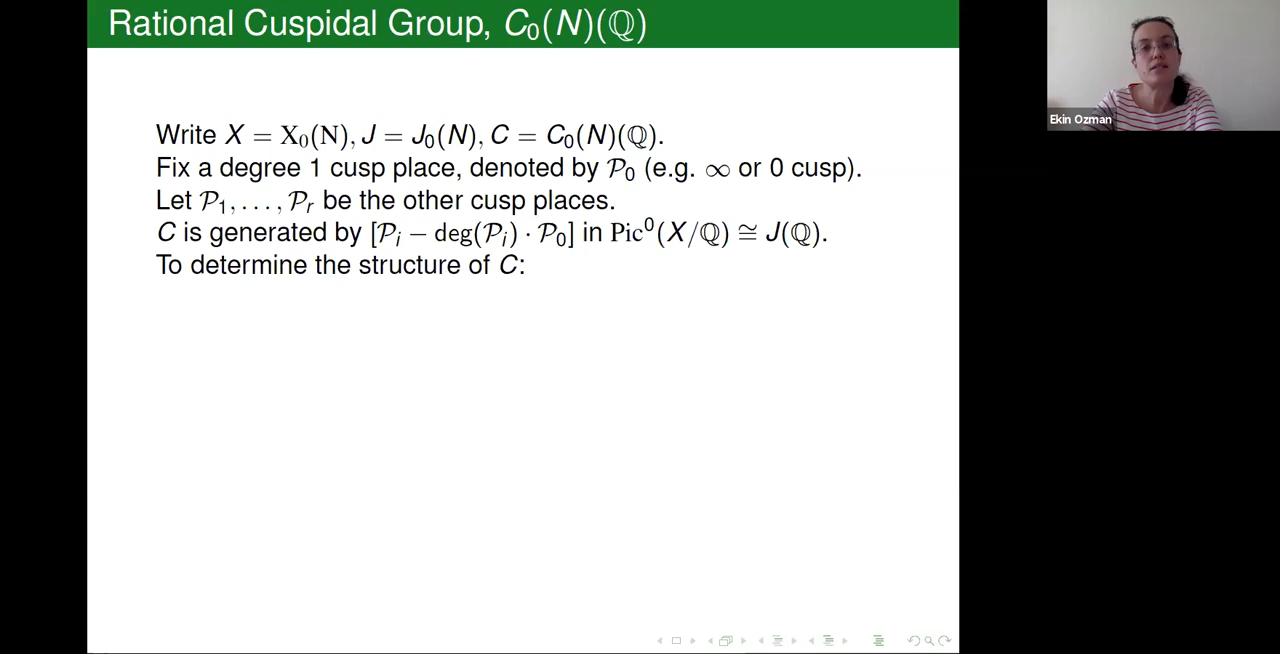 Rational Cuspidal Group, C₀(N)(ℚ)
Write X = X₀(N), J = J₀(N), C = C₀(N)(ℚ).
Fix a degree 1 cusp place, denoted by 𝒫₀ (e.g. ∞ or 0 cusp).
Let 𝒫₁, . . . , 𝒫ᵣ be the other cusp places.
C is generated by [𝒫ᵢ − deg(𝒫ᵢ) · 𝒫₀] in Pic⁰(X/ℚ) ≅ J(ℚ).
To determine the structure of C:
Ekin Ozman